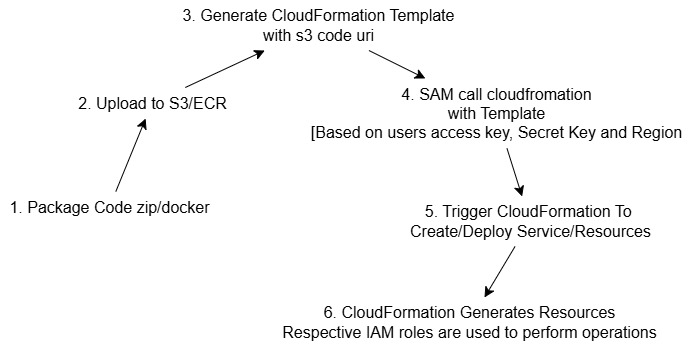 3. Generate CloudFormation Template
with s3 code uri
2. Upload to S3/ECR
4. SAM call cloudfromation
with Template
[Based on users access key, Secret Key and Region
1. Package Code zip/docker
5. Trigger CloudFormation To
Create/Deploy Service/Resources
6. CloudFormation Generates Resources
Respective IAM roles are used to perform operations